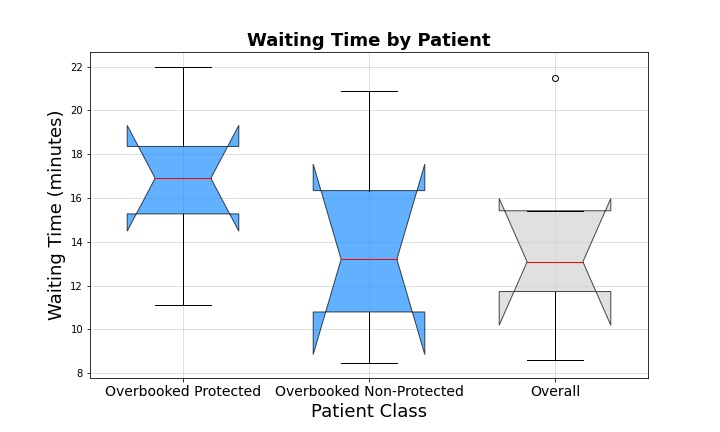 Waiting Time by Patient
Waiting Time (minutes)
22
20
18
16
14
12
10
8
Overbooked Protected
Overbooked Non-Protected
Overall
Patient Class